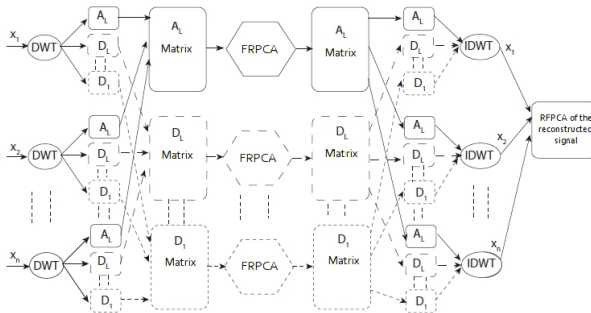 X1
DWT
AL
DL
D1
AL
Matrix
FRPCA
AL
Matrix
AL
DL
D1
IDWT
X1
X2
DWT
AL
DL
D1
DL
Matrix
FRPCA
DL
Matrix
AL
DL
D1
IDWT
X2
RFPCA of the
reconstructed
signal
Xn
DWT
AL
DL
D1
D1
Matrix
FRPCA
D1
Matrix
AL
DL
D1
IDWT
Xn